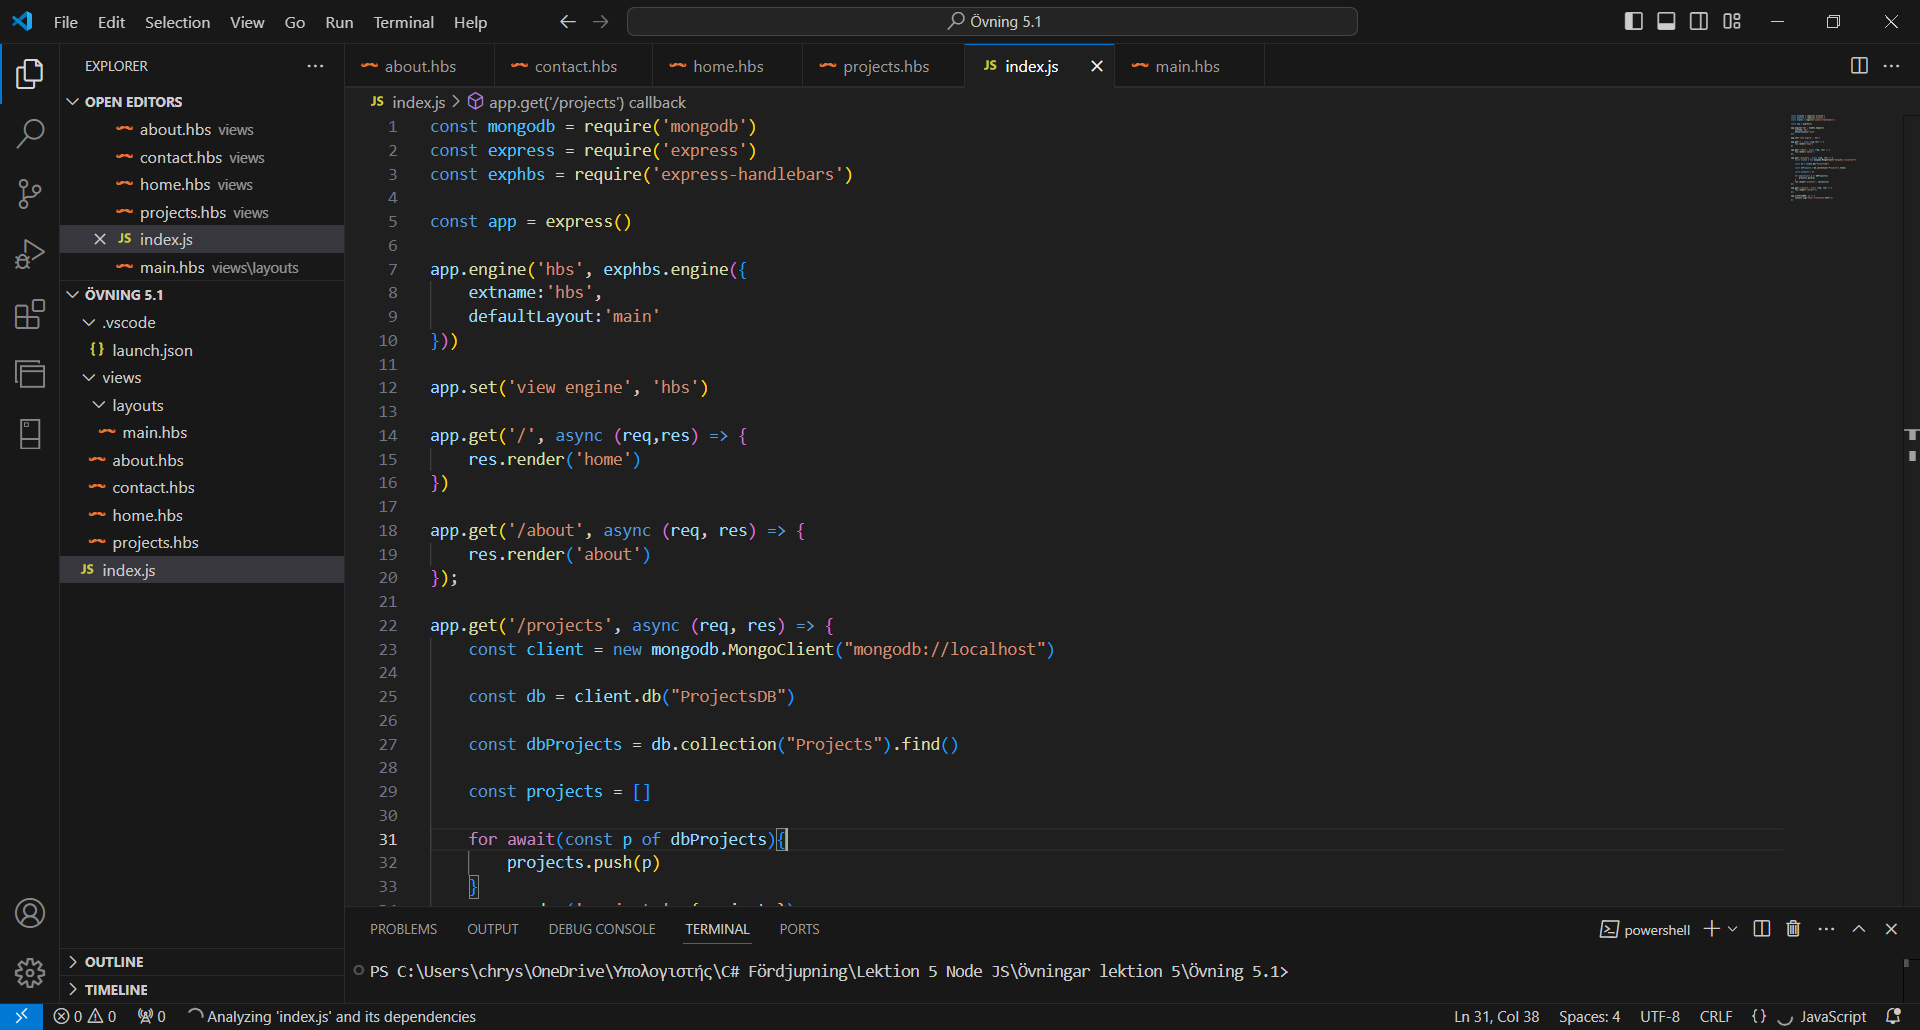 File Edit Selection View Go Run Terminal Help
Övning 5.1
EXPLORER
OPEN EDITORS
about.hbs views
contact.hbs views
home.hbs views
projects.hbs views
JS index.js
main.hbs views\layouts
ÖVNING 5.1
.vscode
{} launch.json
views
layouts
main.hbs
about.hbs
contact.hbs
home.hbs
projects.hbs
JS index.js
OUTLINE
TIMELINE
about.hbs contact.hbs home.hbs projects.hbs JS index.js main.hbs
JS index.js > app.get('/projects') callback
1 const mongodb = require('mongodb')
2 const express = require('express')
3 const exphbs = require('express-handlebars')
4
5 const app = express()
6
7 app.engine('hbs', exphbs.engine({
8 extname:'hbs',
9 defaultLayout:'main'
10 }))
11
12 app.set('view engine', 'hbs')
13
14 app.get('/', async (req,res) => {
15 res.render('home')
16 })
17
18 app.get('/about', async (req, res) => {
19 res.render('about')
20 });
21
22 app.get('/projects', async (req, res) => {
23 const client = new mongodb.MongoClient("mongodb://localhost")
24
25 const db = client.db("ProjectsDB")
26
27 const dbProjects = db.collection("Projects").find()
28
29 const projects = []
30
31 for await(const p of dbProjects){
32 projects.push(p)
33 }
PROBLEMS OUTPUT DEBUG CONSOLE TERMINAL PORTS
powershell
PS C:\Users\chrys\OneDrive\Υπολογιστής\C# Fördjupning\Lektion 5 Node JS\Övningar lektion 5\Övning 5.1>
0 0 0 Analyzing 'index.js' and its dependencies
Ln 31, Col 38 Spaces: 4 UTF-8 CRLF {} JavaScript